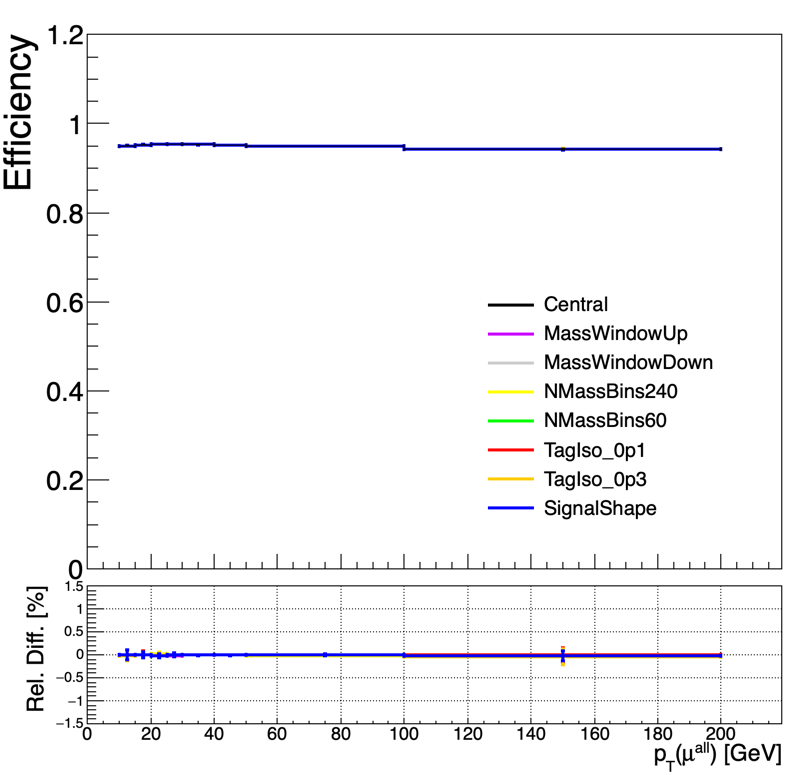 Efficiency
1.2
1
0.8
0.6
0.4
0.2
0
Central
MassWindowUp
MassWindowDown
NMassBins240
NMassBins60
TagIso_0p1
TagIso_0p3
SignalShape
Rel. Diff. [%]
1.5
1
0.5
0
−0.5
−1
−1.5
0 20 40 60 80 100 120 140 160 180 200
p_T(μ^all) [GeV]